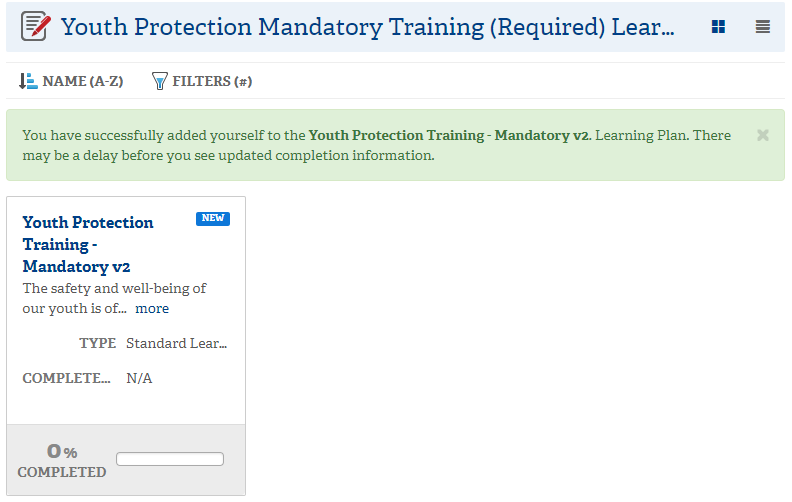 Youth Protection Mandatory Training (Required) Lear...
NAME (A-Z) FILTERS (#)
You have successfully added yourself to the Youth Protection Training - Mandatory v2. Learning Plan. There
may be a delay before you see updated completion information.
Youth Protection NEW
Training -
Mandatory v2
The safety and well-being of
our youth is of... more
TYPE Standard Lear...
COMPLETE... N/A
0%
COMPLETED